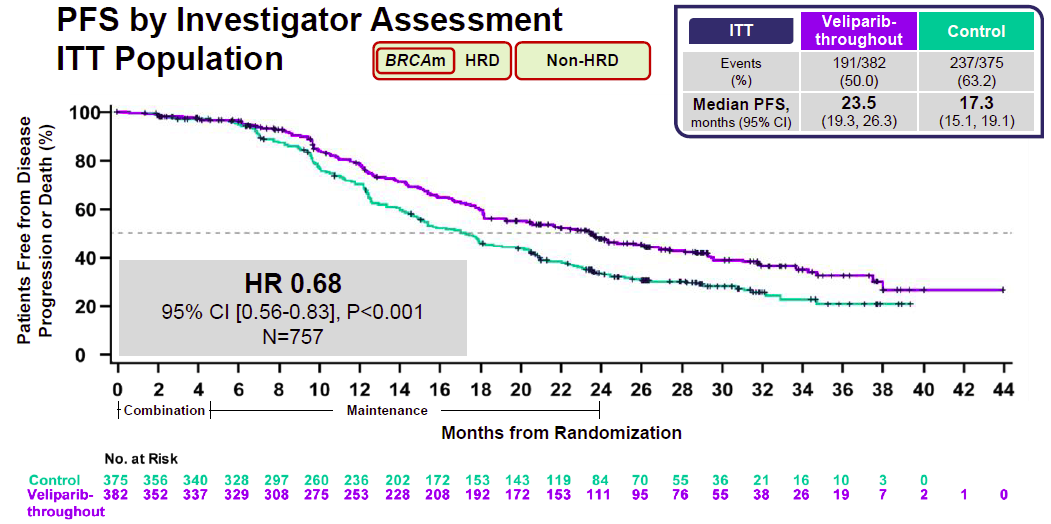 PFS by Investigator Assessment
ITT Population
BRCAm HRD Non-HRD
ITT Veliparib-throughout Control
Events (%) 191/382 (50.0) 237/375 (63.2)
Median PFS, months (95% CI) 23.5 (19.3, 26.3) 17.3 (15.1, 19.1)
Patients Free from Disease
Progression or Death (%)
100
80
60
40
20
0
HR 0.68
95% CI [0.56-0.83], P<0.001
N=757
0 2 4 6 8 10 12 14 16 18 20 22 24 26 28 30 32 34 36 38 40 42 44
Combination Maintenance
Months from Randomization
No. at Risk
Control 375 356 340 328 297 260 236 202 172 153 143 119 84 70 55 36 21 16 10 3 0
Veliparib- 382 352 337 329 308 275 253 228 208 192 172 153 111 95 76 55 38 26 19 7 2 1 0
throughout